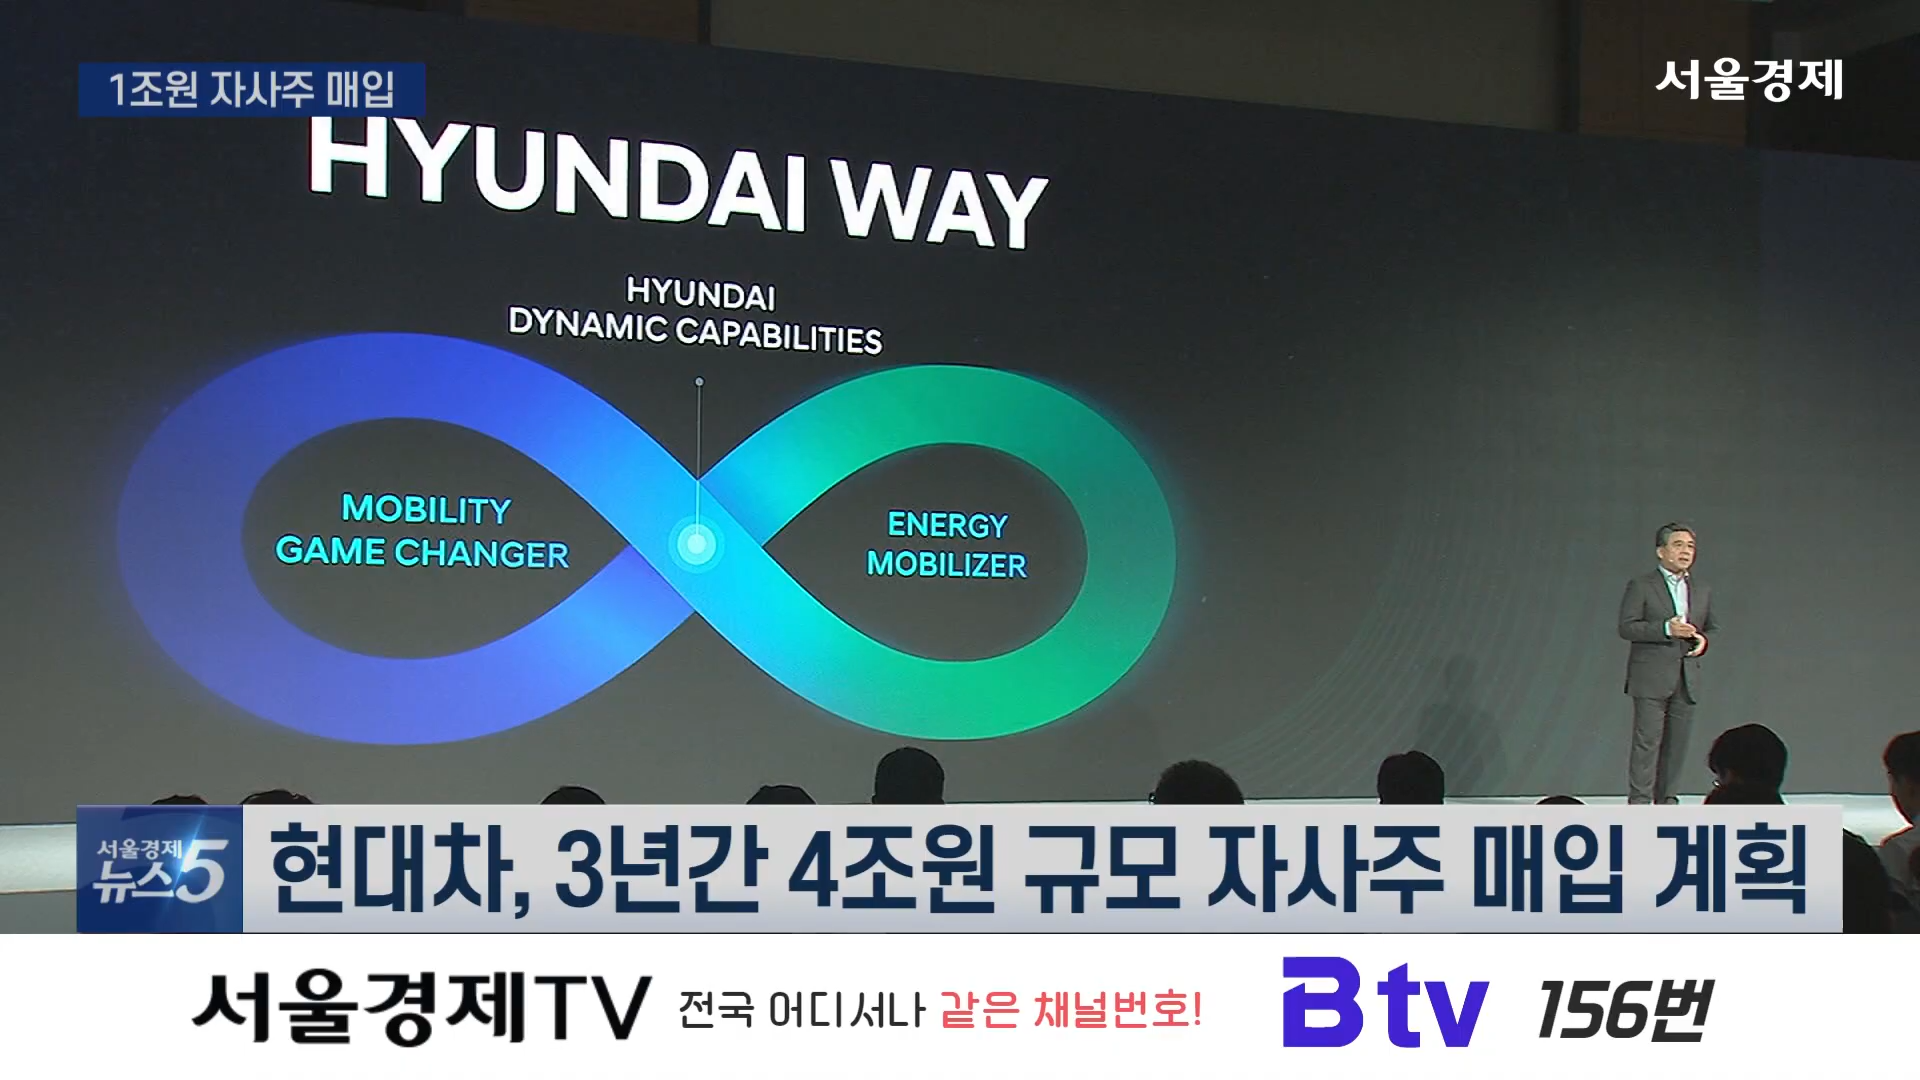 1조원 자사주 매입
서울경제
HYUNDAI WAY
HYUNDAI
DYNAMIC CAPABILITIES
MOBILITY
GAME CHANGER
ENERGY
MOBILIZER
서울경제
뉴스5
현대차, 3년간 4조원 규모 자사주 매입 계획
서울경제TV 전국 어디서나 같은 채널번호! B tv 156번